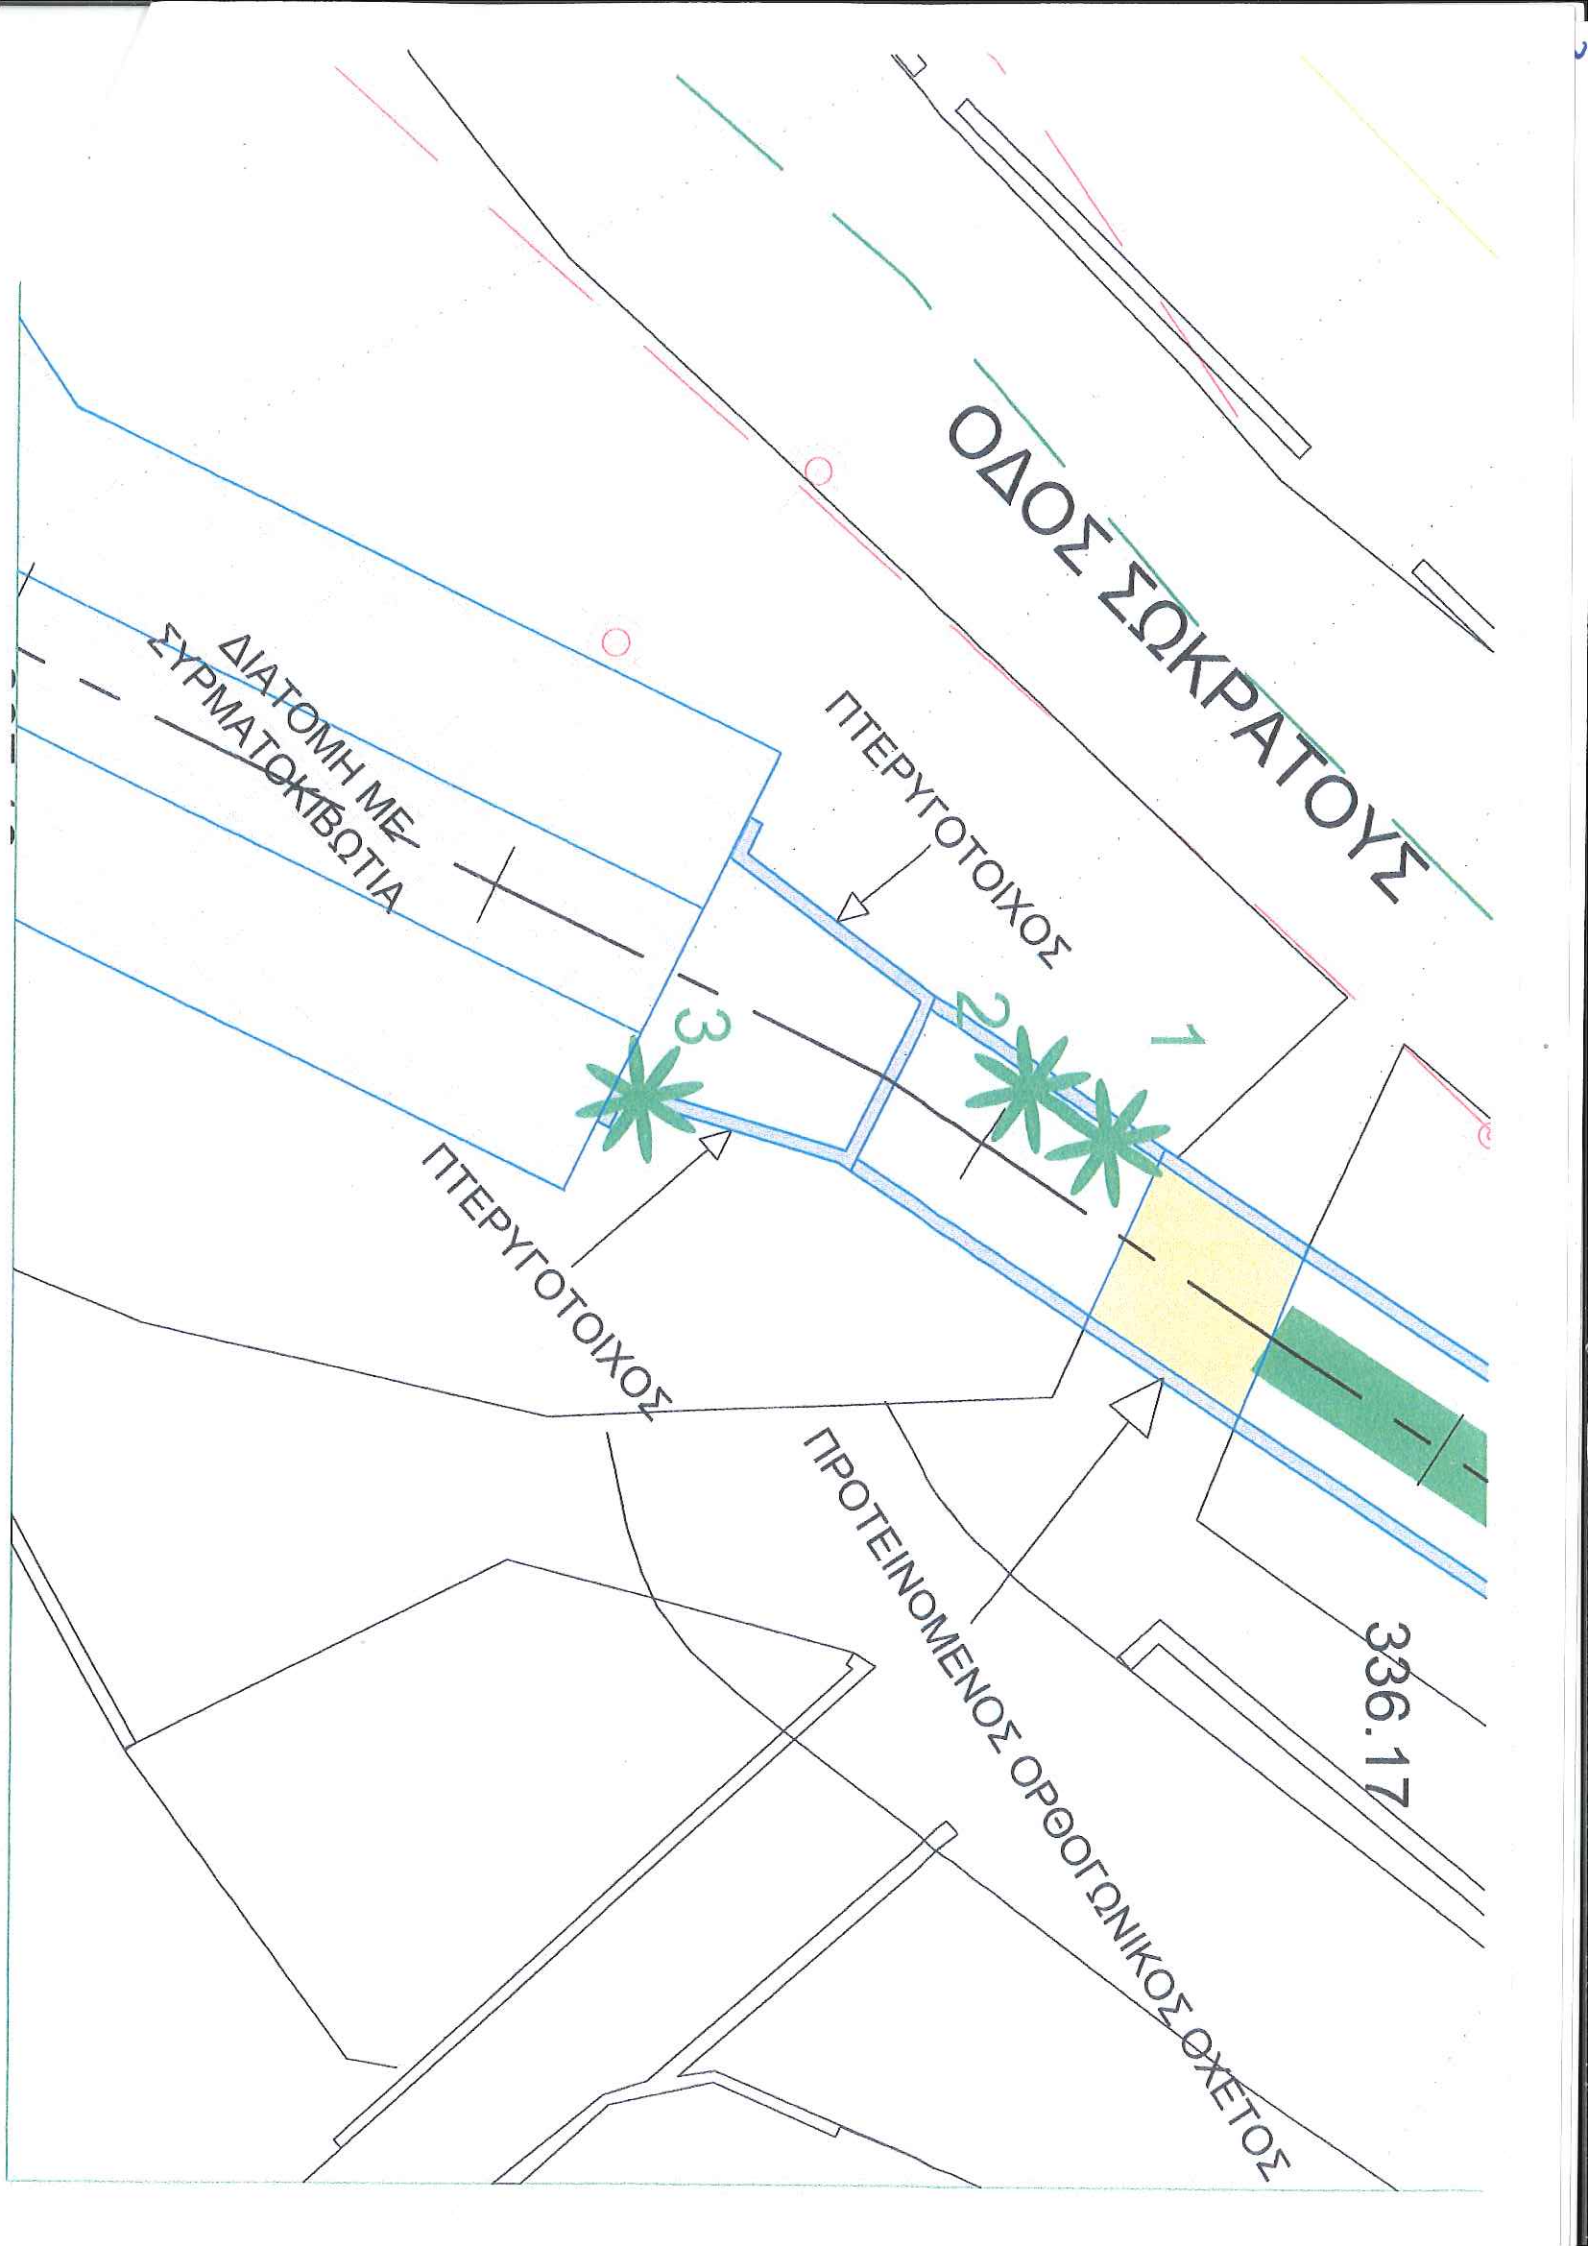 ΟΔΟΣ ΣΩΚΡΑΤΟΥΣ
ΠΤΕΡΥΓΟΤΟΙΧΟΣ
ΔΙΑΤΟΜΗ ΜΕ
ΣΥΡΜΑΤΟΚΙΒΩΤΙΑ
1
2
3
ΠΤΕΡΥΓΟΤΟΙΧΟΣ
ΠΡΟΤΕΙΝΟΜΕΝΟΣ ΟΡΘΟΓΩΝΙΚΟΣ ΟΧΕΤΟΣ
336.17